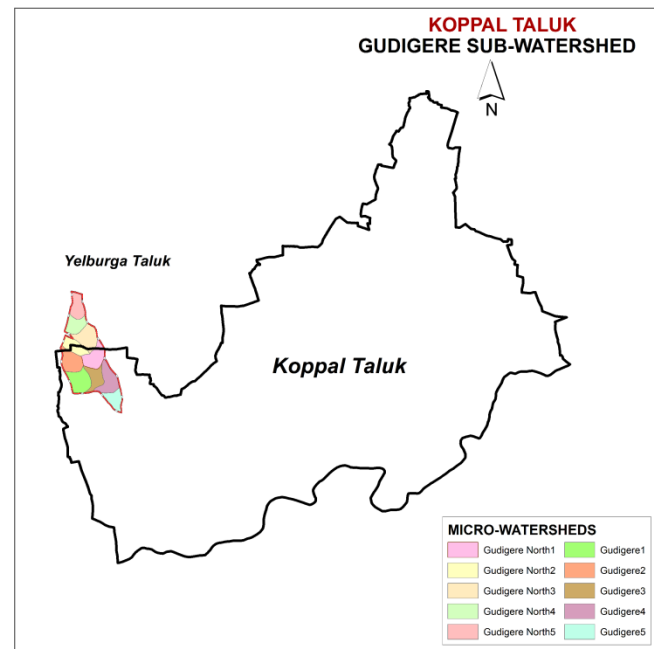 KOPPAL TALUK
GUDIGERE SUB-WATERSHED
N
Yelburga Taluk
Koppal Taluk
MICRO-WATERSHEDS
Gudigere North1 Gudigere1
Gudigere North2 Gudigere2
Gudigere North3 Gudigere3
Gudigere North4 Gudigere4
Gudigere North5 Gudigere5